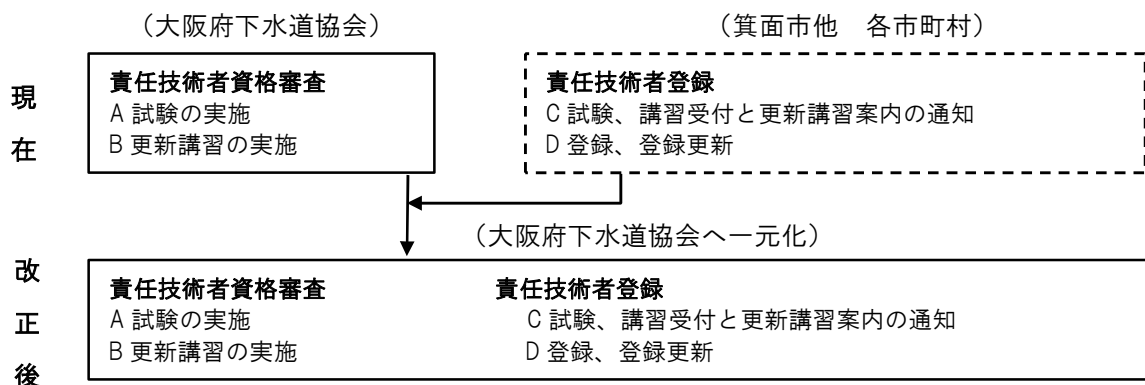 （大阪府下水道協会）
（箕面市他　各市町村）
現在
責任技術者資格審査
A 試験の実施
B 更新講習の実施
責任技術者登録
C 試験、講習受付と更新講習案内の通知
D 登録、登録更新
（大阪府下水道協会へ一元化）
改正後
責任技術者資格審査
A 試験の実施
B 更新講習の実施
責任技術者登録
C 試験、講習受付と更新講習案内の通知
D 登録、登録更新